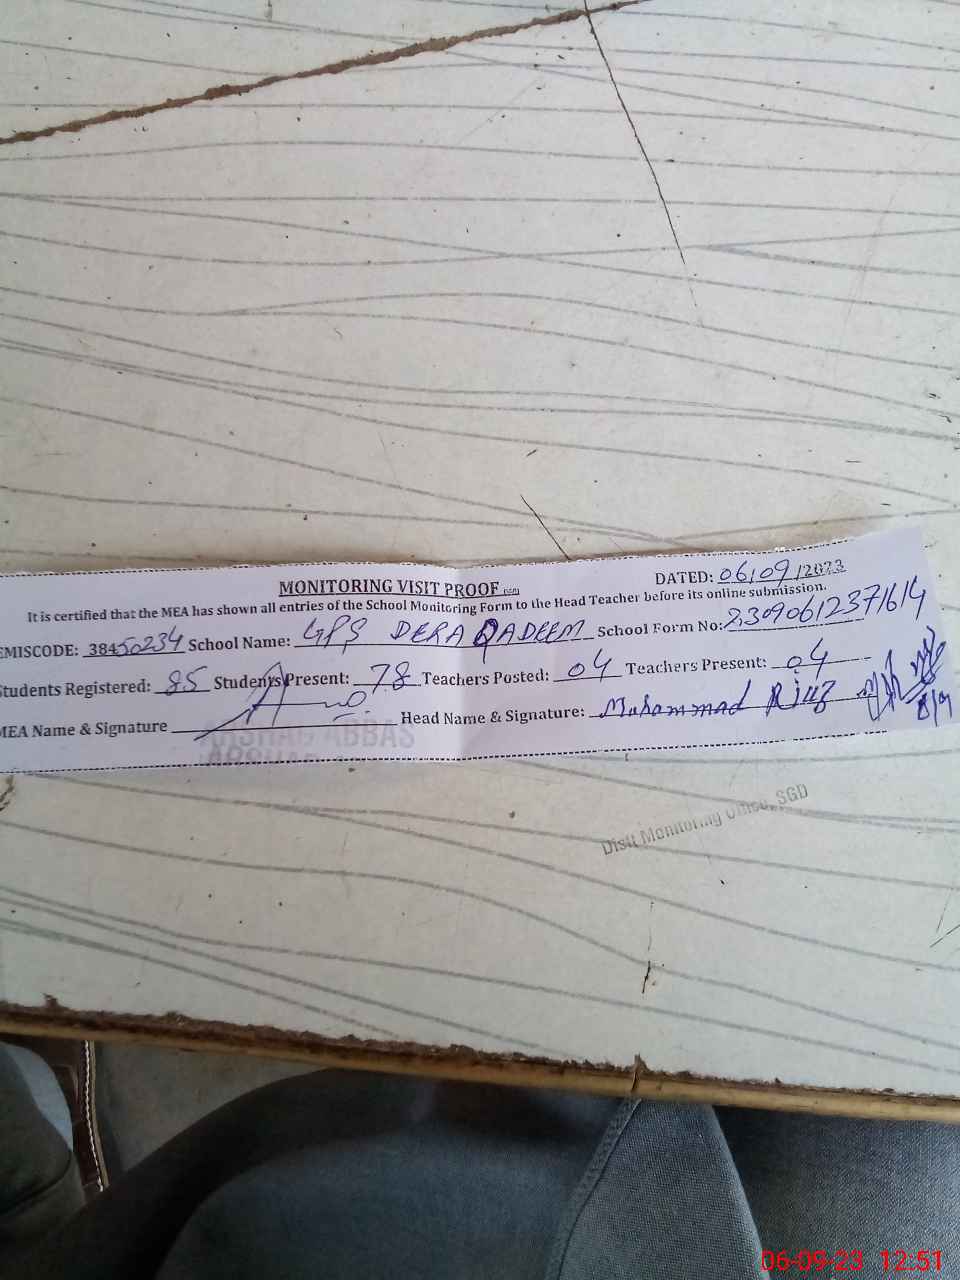 MONITORING VISIT PROOF
DATED: 06/09/2023
It is certified that the MEA has shown all entries of the School Monitoring Form to the Head Teacher before its online submission.
EMISCODE: 38450234 School Name: GPS DERA QADEEM School Form No: 23090612371614
Students Registered: 85 Students Present: 78 Teachers Posted: 04 Teachers Present: 04
MEA Name & Signature Head Name & Signature: Muhammad Riaz
ARSHAD ABBAS
Distt Monitoring Office, SGD
06-09-23 12:51